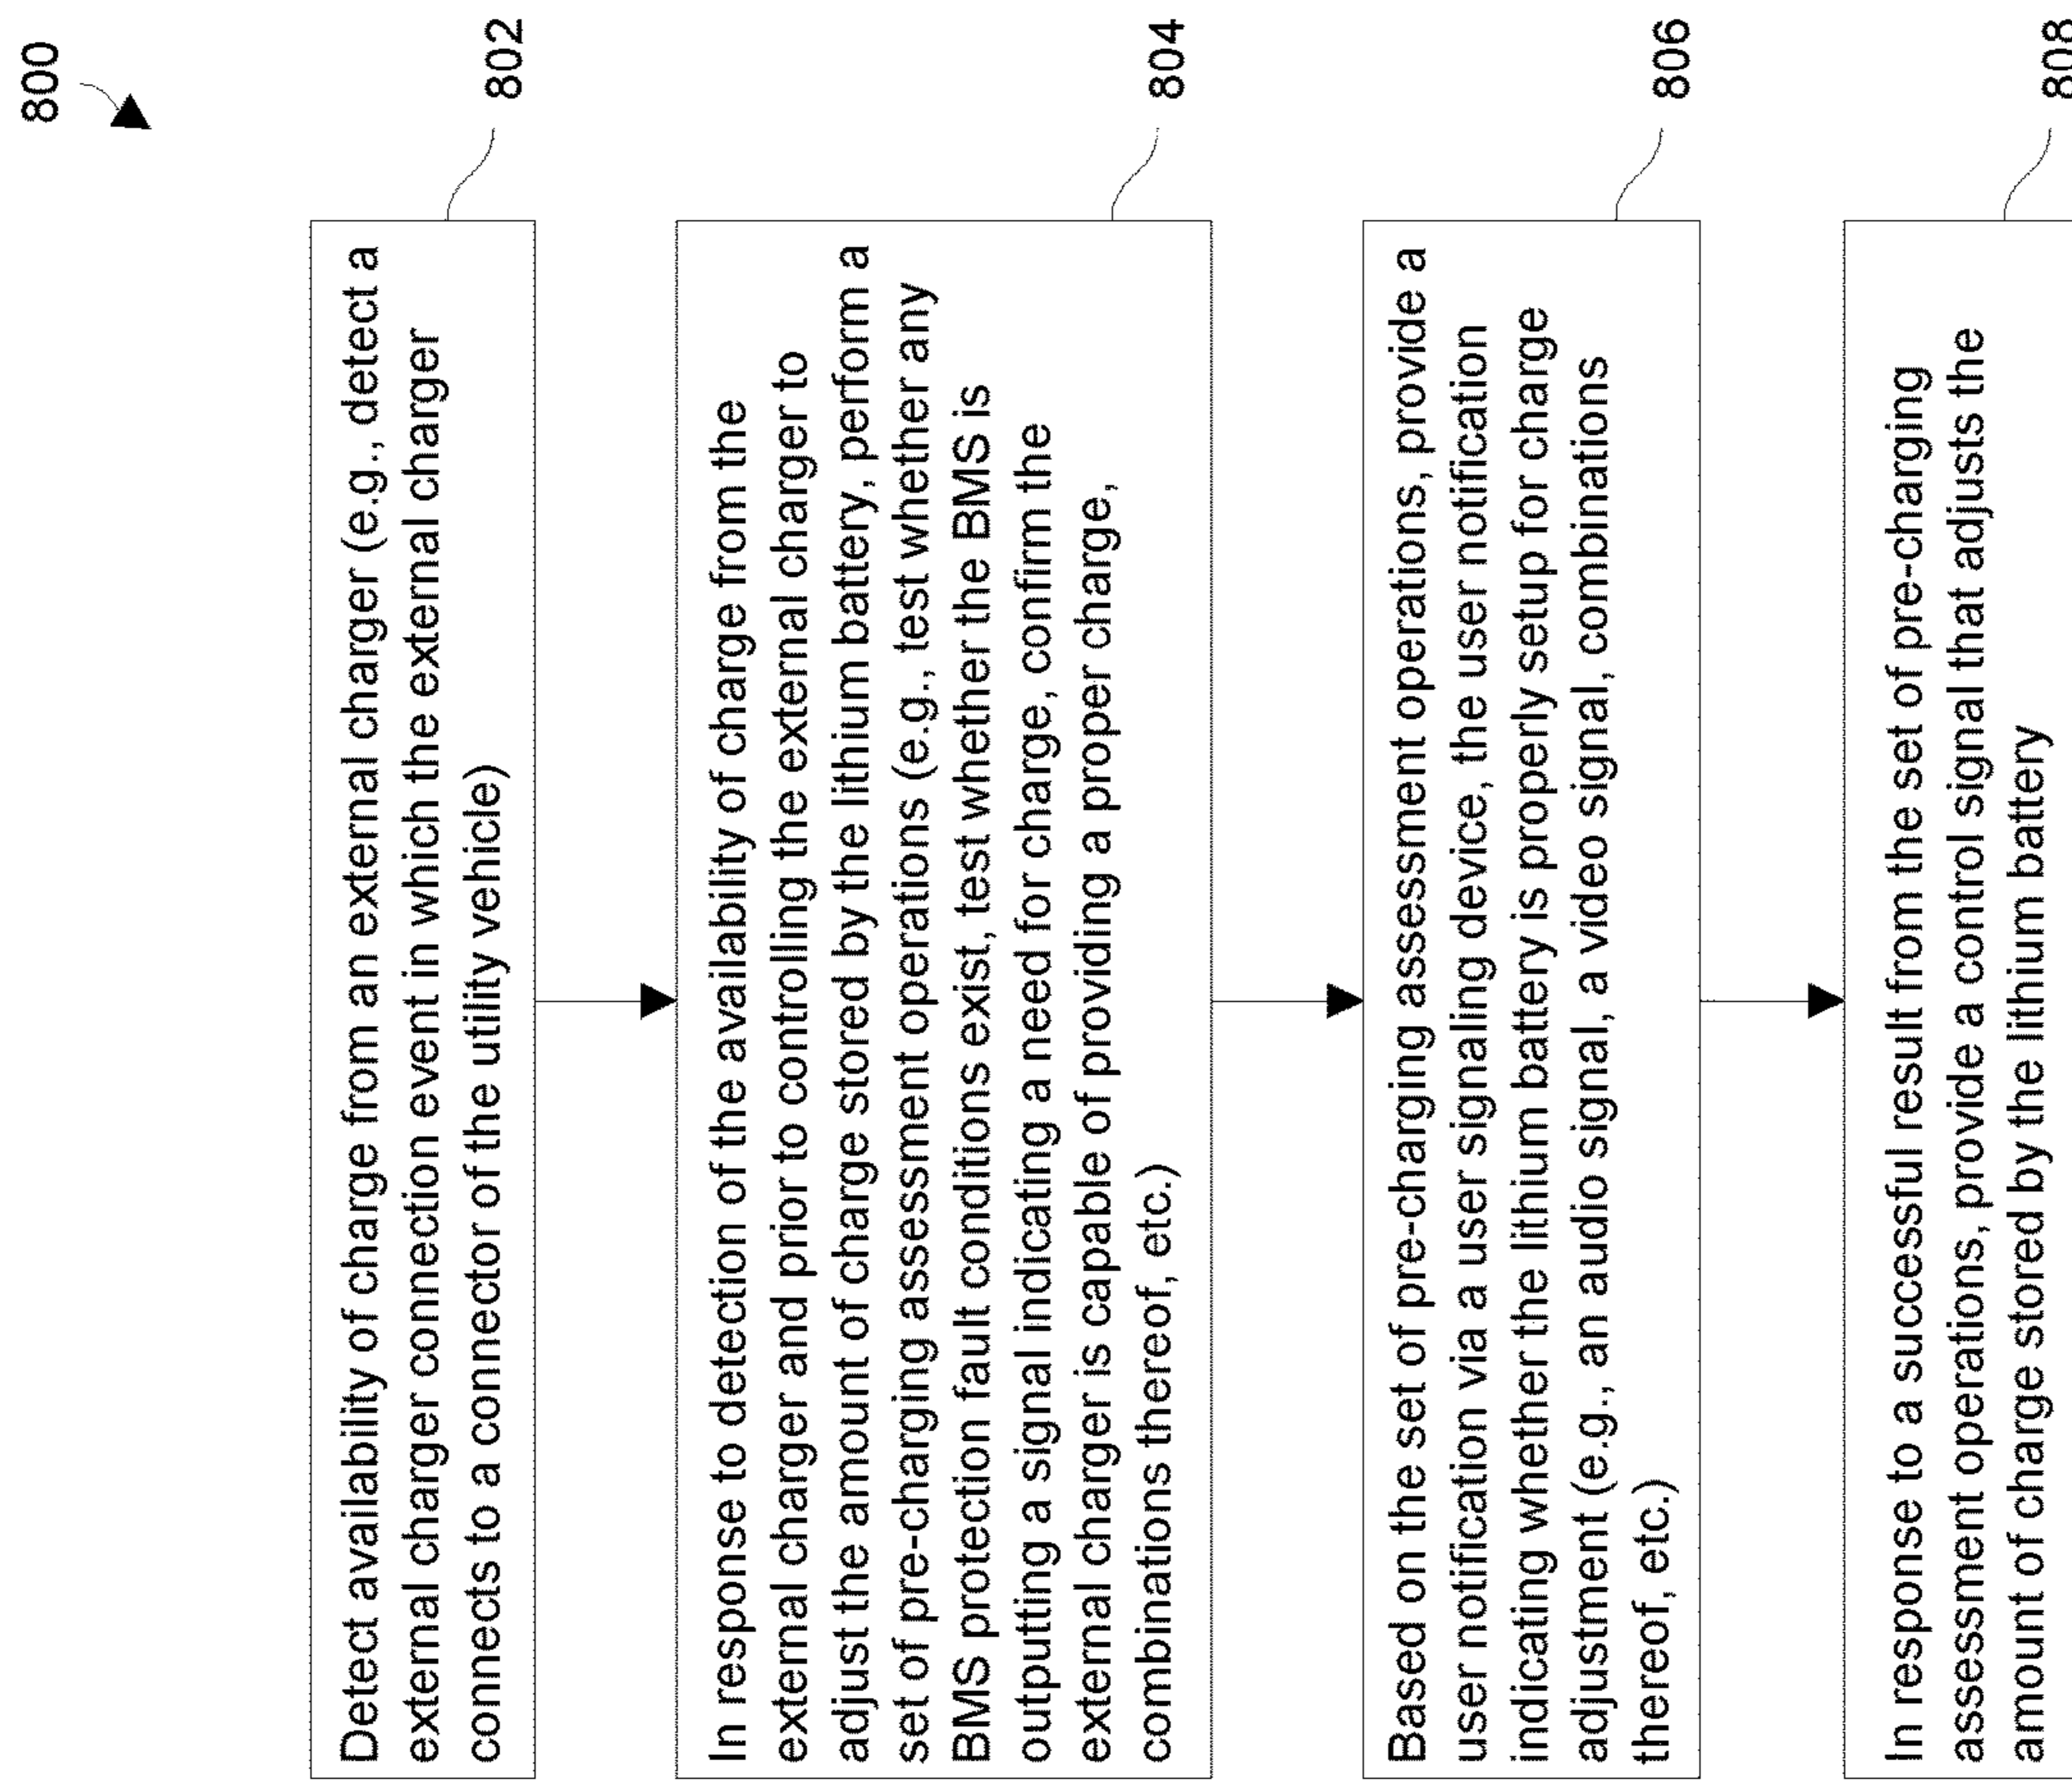 800
Detect availability of charge from an external charger (e.g., detect a
external charger connection event in which the external charger
connects to a connector of the utility vehicle)
802
In response to detection of the availability of charge from the
external charger and prior to controlling the external charger to
adjust the amount of charge stored by the lithium battery, perform a
set of pre-charging assessment operations (e.g., test whether any
BMS protection fault conditions exist, test whether the BMS is
outputing a signal indicating a need for charge, confirm the
external charger is capable of providing a proper charge,
combinations thereof, etc.)
804
Based on the set of pre-charging assessment operations, provide a
user notification via a user signaling device, the user notification
indicating whether the lithium battery is properly setup for charge
adjustment (e.g., an audio signal, a video signal, combinations
thereof, etc.)
806
In response to a successful result from the set of pre-charging
assessment operations, provide a control signal that adjusts the
amount of charge stored by the lithium battery
808